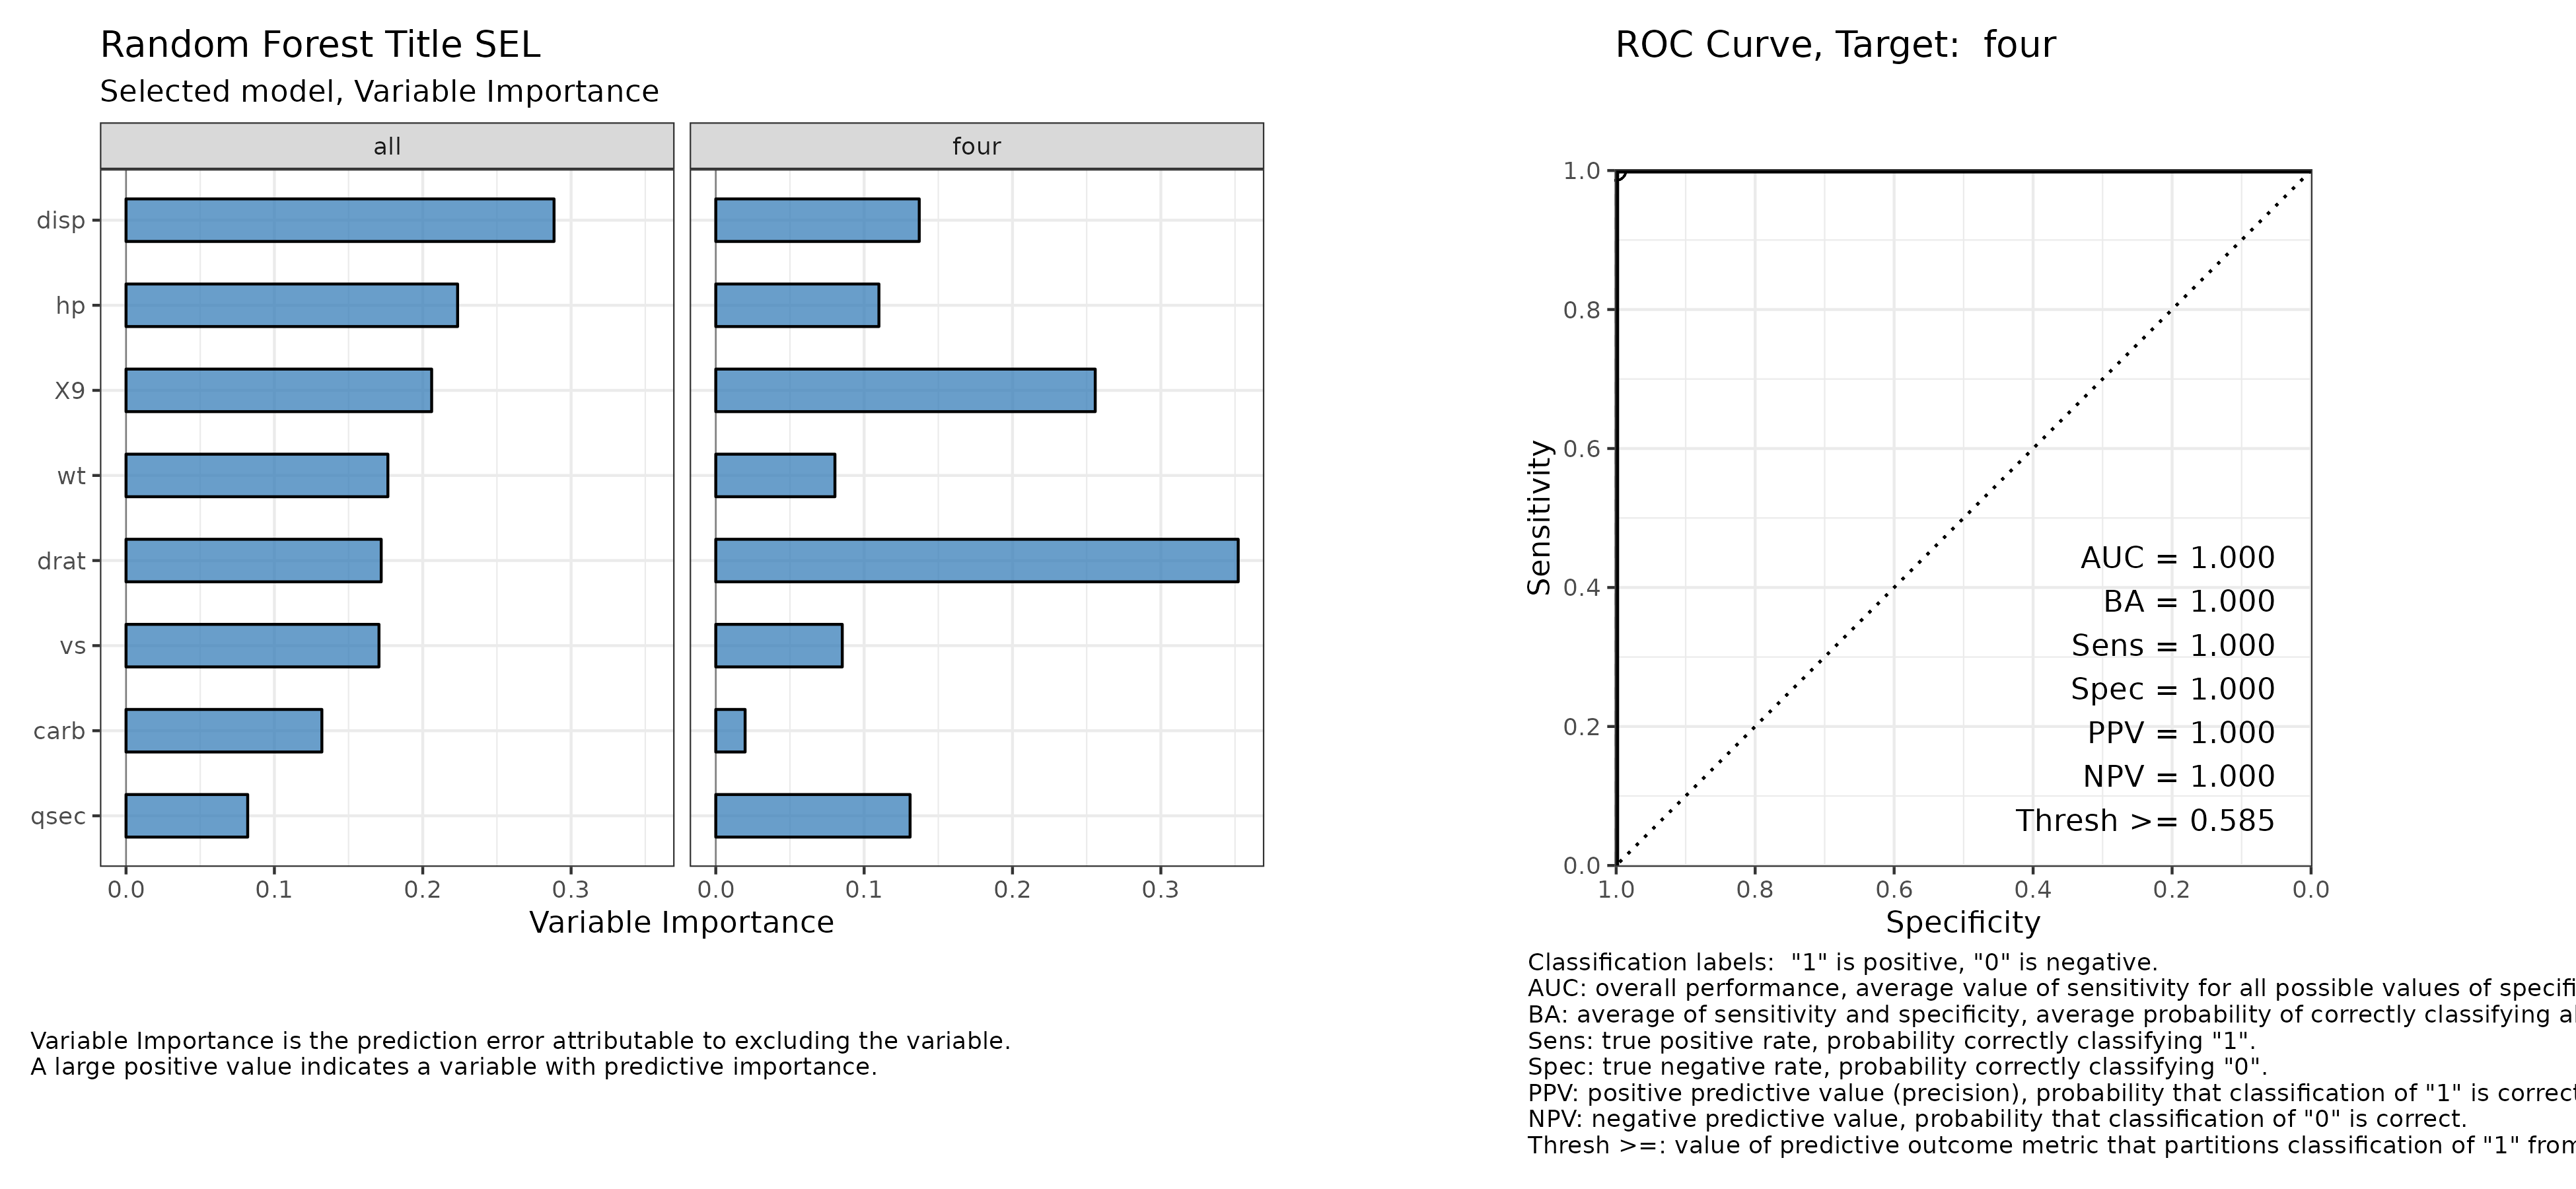 Random Forest Title SEL
Selected model, Variable Importance
all
four
disp
hp
X9
wt
drat
vs
carb
qsec
0.0 0.1 0.2 0.3
0.0 0.1 0.2 0.3
Variable Importance
Variable Importance is the prediction error attributable to excluding the variable.
A large positive value indicates a variable with predictive importance.
ROC Curve, Target:  four
1.0
0.8
0.6
0.4
0.2
0.0
Sensitivity
AUC = 1.000
BA = 1.000
Sens = 1.000
Spec = 1.000
PPV = 1.000
NPV = 1.000
Thresh >= 0.585
1.0 0.8 0.6 0.4 0.2 0.0
Specificity
Classification labels:  "1" is positive, "0" is negative.
AUC: overall performance, average value of sensitivity for all possible values of
BA: average of sensitivity and specificity, average probability of correctly classifying
Sens: true positive rate, probability correctly classifying "1".
Spec: true negative rate, probability correctly classifying "0".
PPV: positive predictive value (precision), probability that classification of "1" is correct
NPV: negative predictive value, probability that classification of "0" is correct.
Thresh >=: value of predictive outcome metric that partitions classification of "1" from